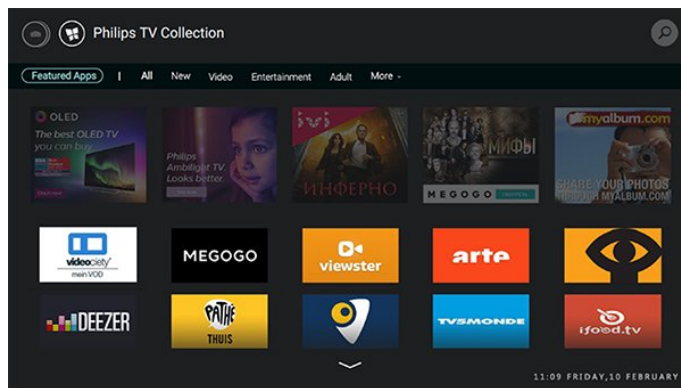 Philips TV Collection
Featured Apps | All New Video Entertainment Adult More
OLED
The best OLED TV
you can buy
Philips
Ambilight TV.
Looks better.
ivi
ИНФЕРНО
МИФЫ
MEGOGO
myalbum.com
SHARE YOUR PHOTOS
THROUGH MYALBUM.COM
videociety
mein VOD
MEGOGO
viewster
arte
DEEZER
PATHÉ
THUIS
TV5MONDE
ifood.tv
11:09 FRIDAY,10 FEBRUARY